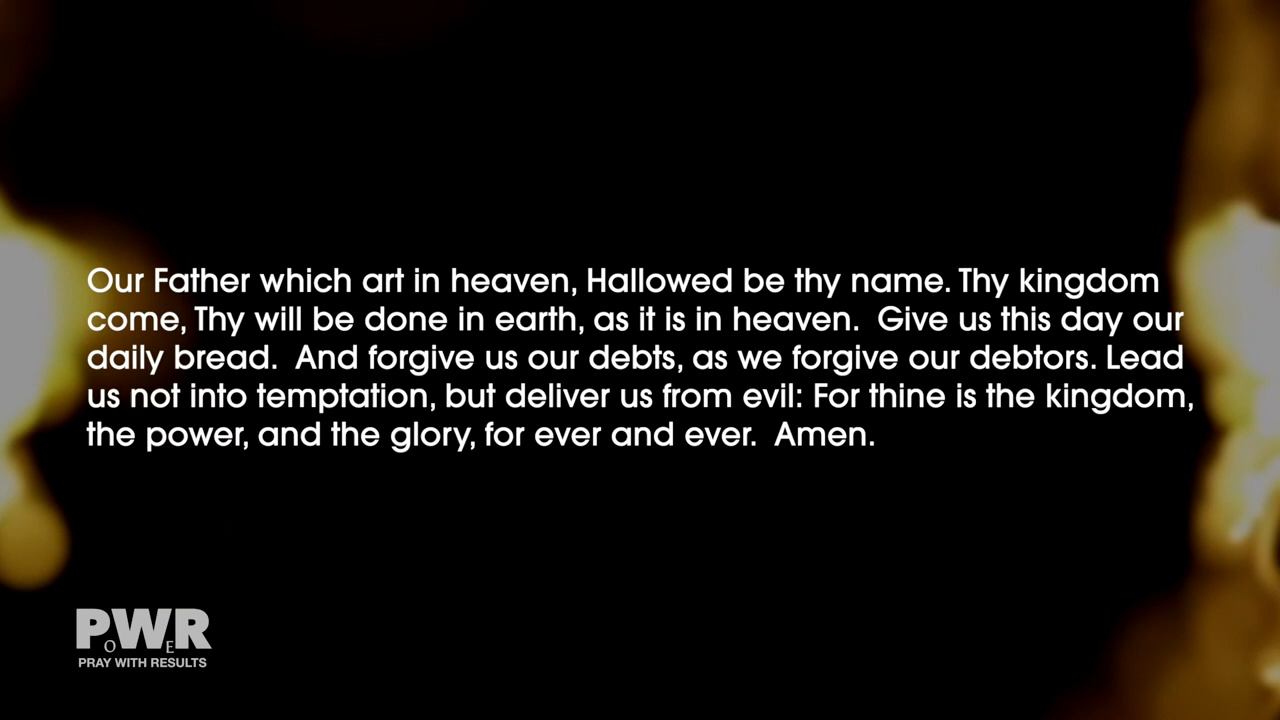 Our Father which art in heaven, Hallowed be thy name. Thy kingdom
come, Thy will be done in earth, as it is in heaven.  Give us this day our
daily bread.  And forgive us our debts, as we forgive our debtors. Lead
us not into temptation, but deliver us from evil: For thine is the kingdom,
the power, and the glory, for ever and ever.  Amen.
POWER
PRAY WITH RESULTS